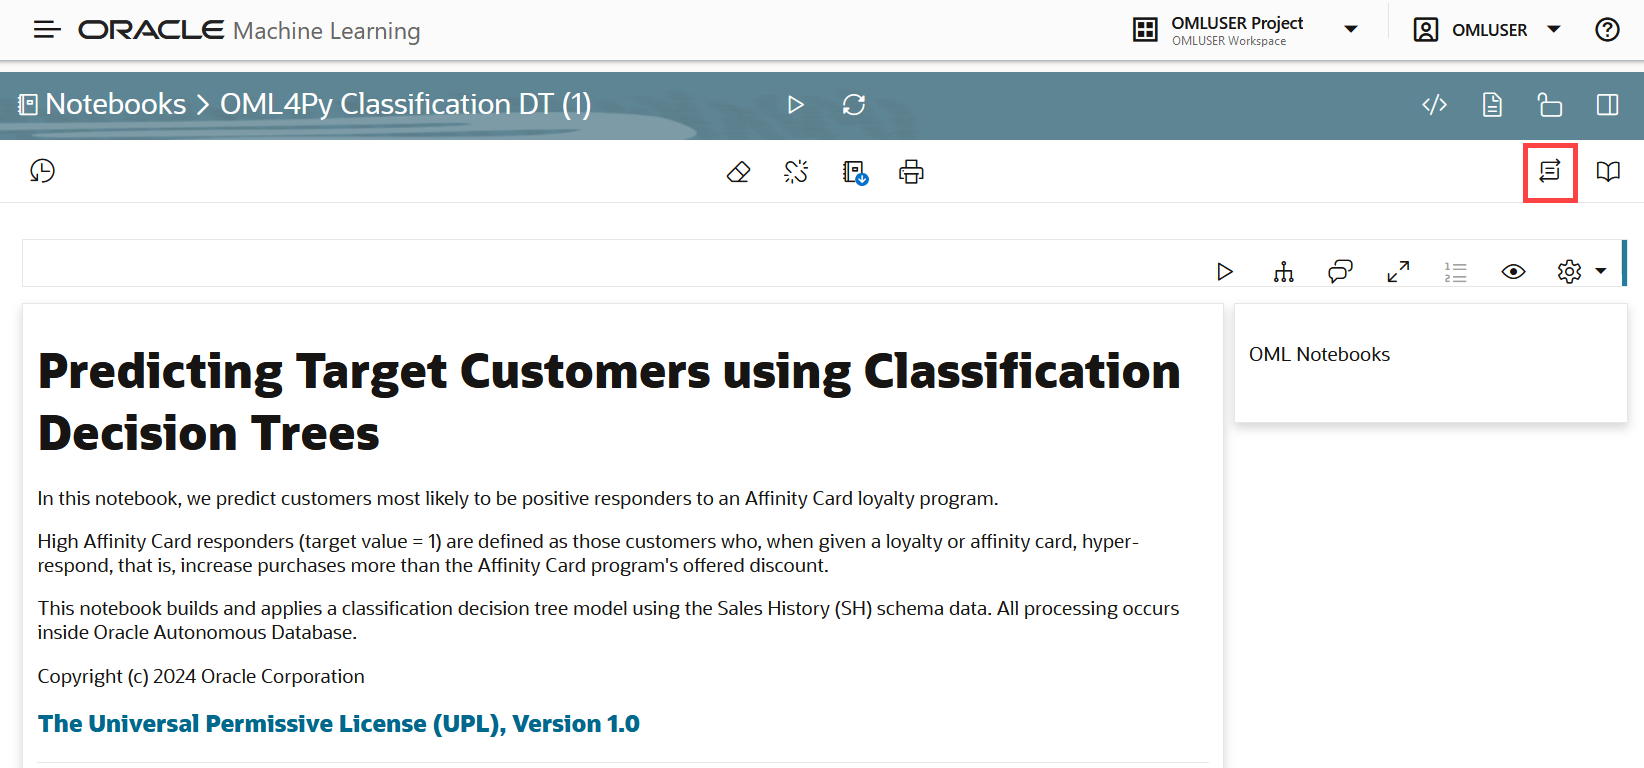 ORACLE Machine Learning
OMLUSER Project
OMLUSER Workspace
OMLUSER
Notebooks > OML4Py Classification DT (1)
Predicting Target Customers using Classification
Decision Trees
In this notebook, we predict customers most likely to be positive responders to an Affinity Card loyalty program.
High Affinity Card responders (target value = 1) are defined as those customers who, when given a loyalty or affinity card, hyper-
respond, that is, increase purchases more than the Affinity Card program's offered discount.
This notebook builds and applies a classification decision tree model using the Sales History (SH) schema data. All processing occurs
inside Oracle Autonomous Database.
Copyright (c) 2024 Oracle Corporation
The Universal Permissive License (UPL), Version 1.0
OML Notebooks